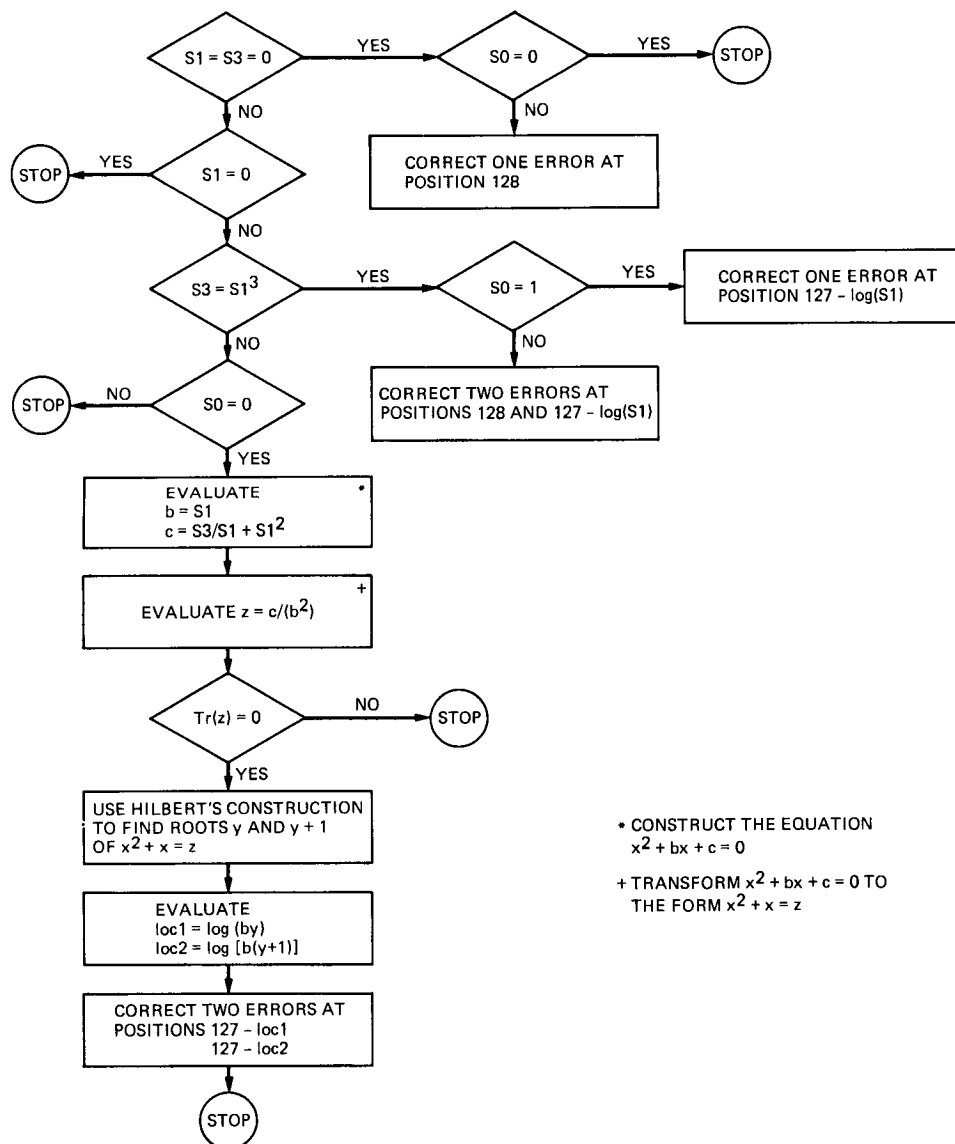 S1 = S3 = 0
YES
S0 = 0
YES
STOP
NO
NO
CORRECT ONE ERROR AT
POSITION 128
STOP
YES
S1 = 0
NO
S3 = S1³
YES
S0 = 1
YES
CORRECT ONE ERROR AT
POSITION 127 – log(S1)
NO
NO
CORRECT TWO ERRORS AT
POSITIONS 128 AND 127 – log(S1)
STOP
NO
S0 = 0
YES
EVALUATE *
b = S1
c = S3/S1 + S1²
+
EVALUATE z = c/(b²)
Tr(z) = 0
NO
STOP
YES
USE HILBERT'S CONSTRUCTION
TO FIND ROOTS y AND y + 1
OF x² + x = z
* CONSTRUCT THE EQUATION
x² + bx + c = 0
+ TRANSFORM x² + bx + c = 0 TO
THE FORM x² + x = z
EVALUATE
loc1 = log (by)
loc2 = log [b(y+1)]
CORRECT TWO ERRORS AT
POSITIONS 127 – loc1
127 – loc2
STOP